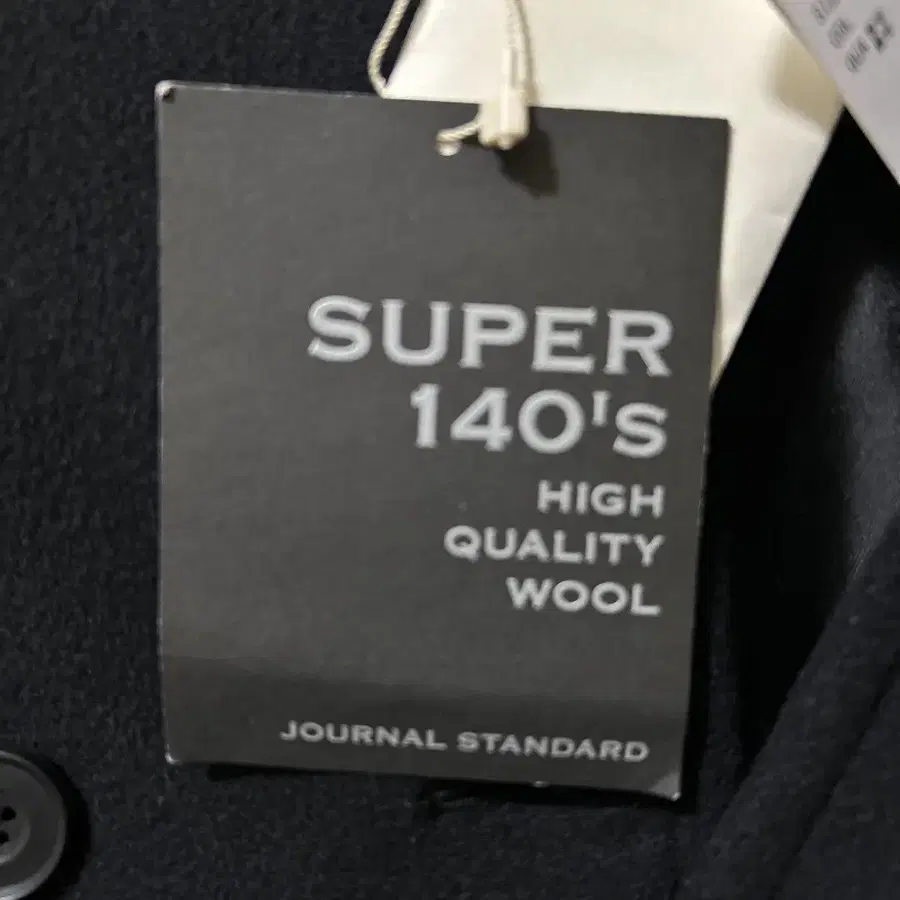 SUPER
140's
HIGH
QUALITY
WOOL
JOURNAL STANDARD